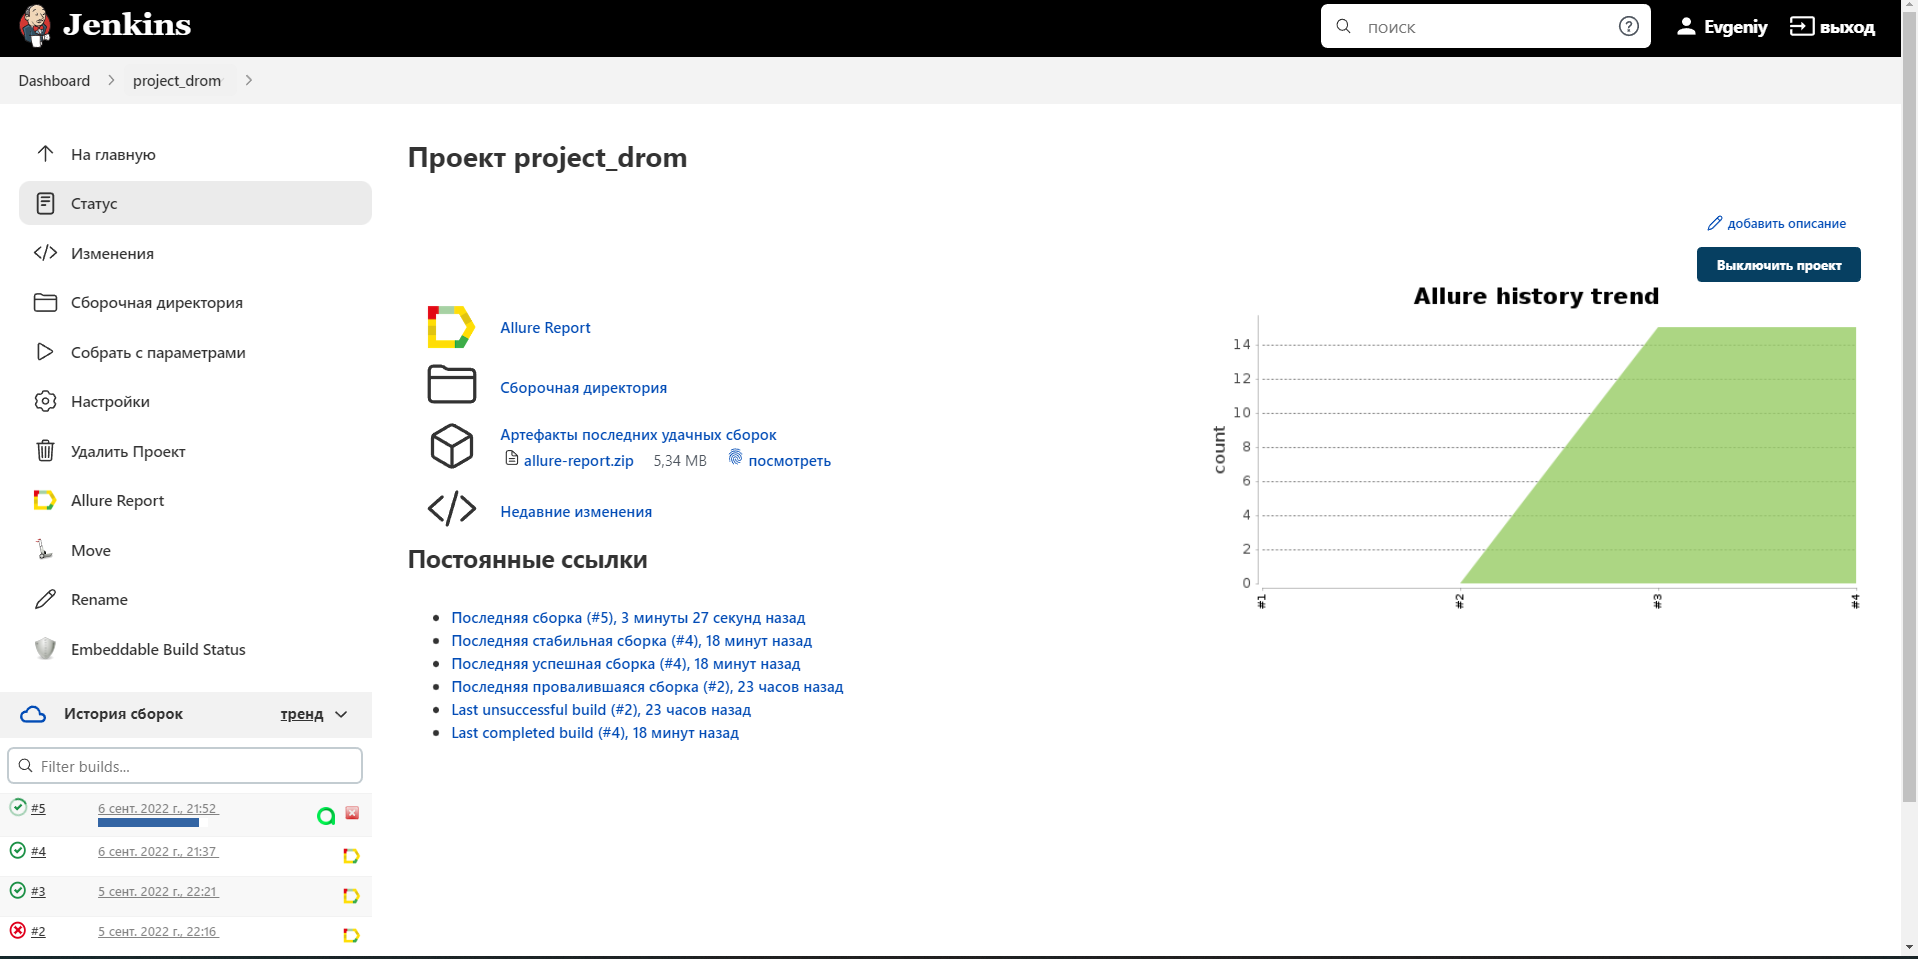 Jenkins
поиск
Evgeniy
выход
Dashboard
project_drom
На главную
Статус
Изменения
Сборочная директория
Собрать с параметрами
Настройки
Удалить Проект
Allure Report
Move
Rename
Embeddable Build Status
История сборок
тренд
Filter builds...
#5 6 сент. 2022 г., 21:52
#4 6 сент. 2022 г., 21:37
#3 5 сент. 2022 г., 22:21
#2 5 сент. 2022 г., 22:16
Проект project_drom
добавить описание
Выключить проект
Allure Report
Сборочная директория
Артефакты последних удачных сборок
allure-report.zip 5,34 MB посмотреть
Недавние изменения
Постоянные ссылки
Последняя сборка (#5), 3 минуты 27 секунд назад
Последняя стабильная сборка (#4), 18 минут назад
Последняя успешная сборка (#4), 18 минут назад
Последняя провалившаяся сборка (#2), 23 часов назад
Last unsuccessful build (#2), 23 часов назад
Last completed build (#4), 18 минут назад
Allure history trend
count
14
12
10
8
6
4
2
0
#1
#2
#3
#4